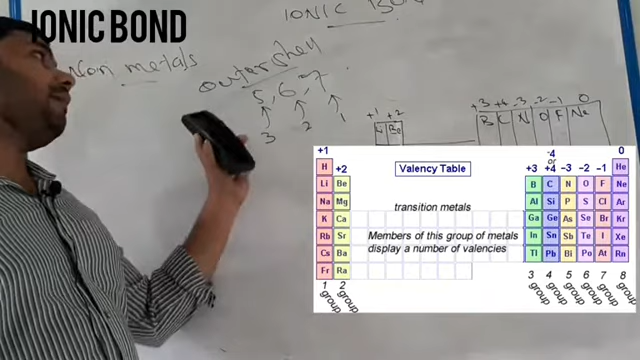 IONIC BOND
IONIC BOND
Non metals
outershell
5, 6, 7
3 2 1
+1 +2
Li Be
+3 +4 -3 -2 -1 0
B C N O F Ne
+1 Valency Table -4 0
or
+2 +3 +4 -3 -2 -1
H He
Li Be B C N O F Ne
transition metals
Na Mg Al Si P S Cl Ar
K Ca Ga Ge As Se Br Kr
Rb Sr Members of this group of metals In Sn Sb Te I Xe
Cs Ba display a number of valencies Tl Pb Bi Po At Rn
Fr Ra
1 2 3 4 5 6 7 8
group group group group group group group group